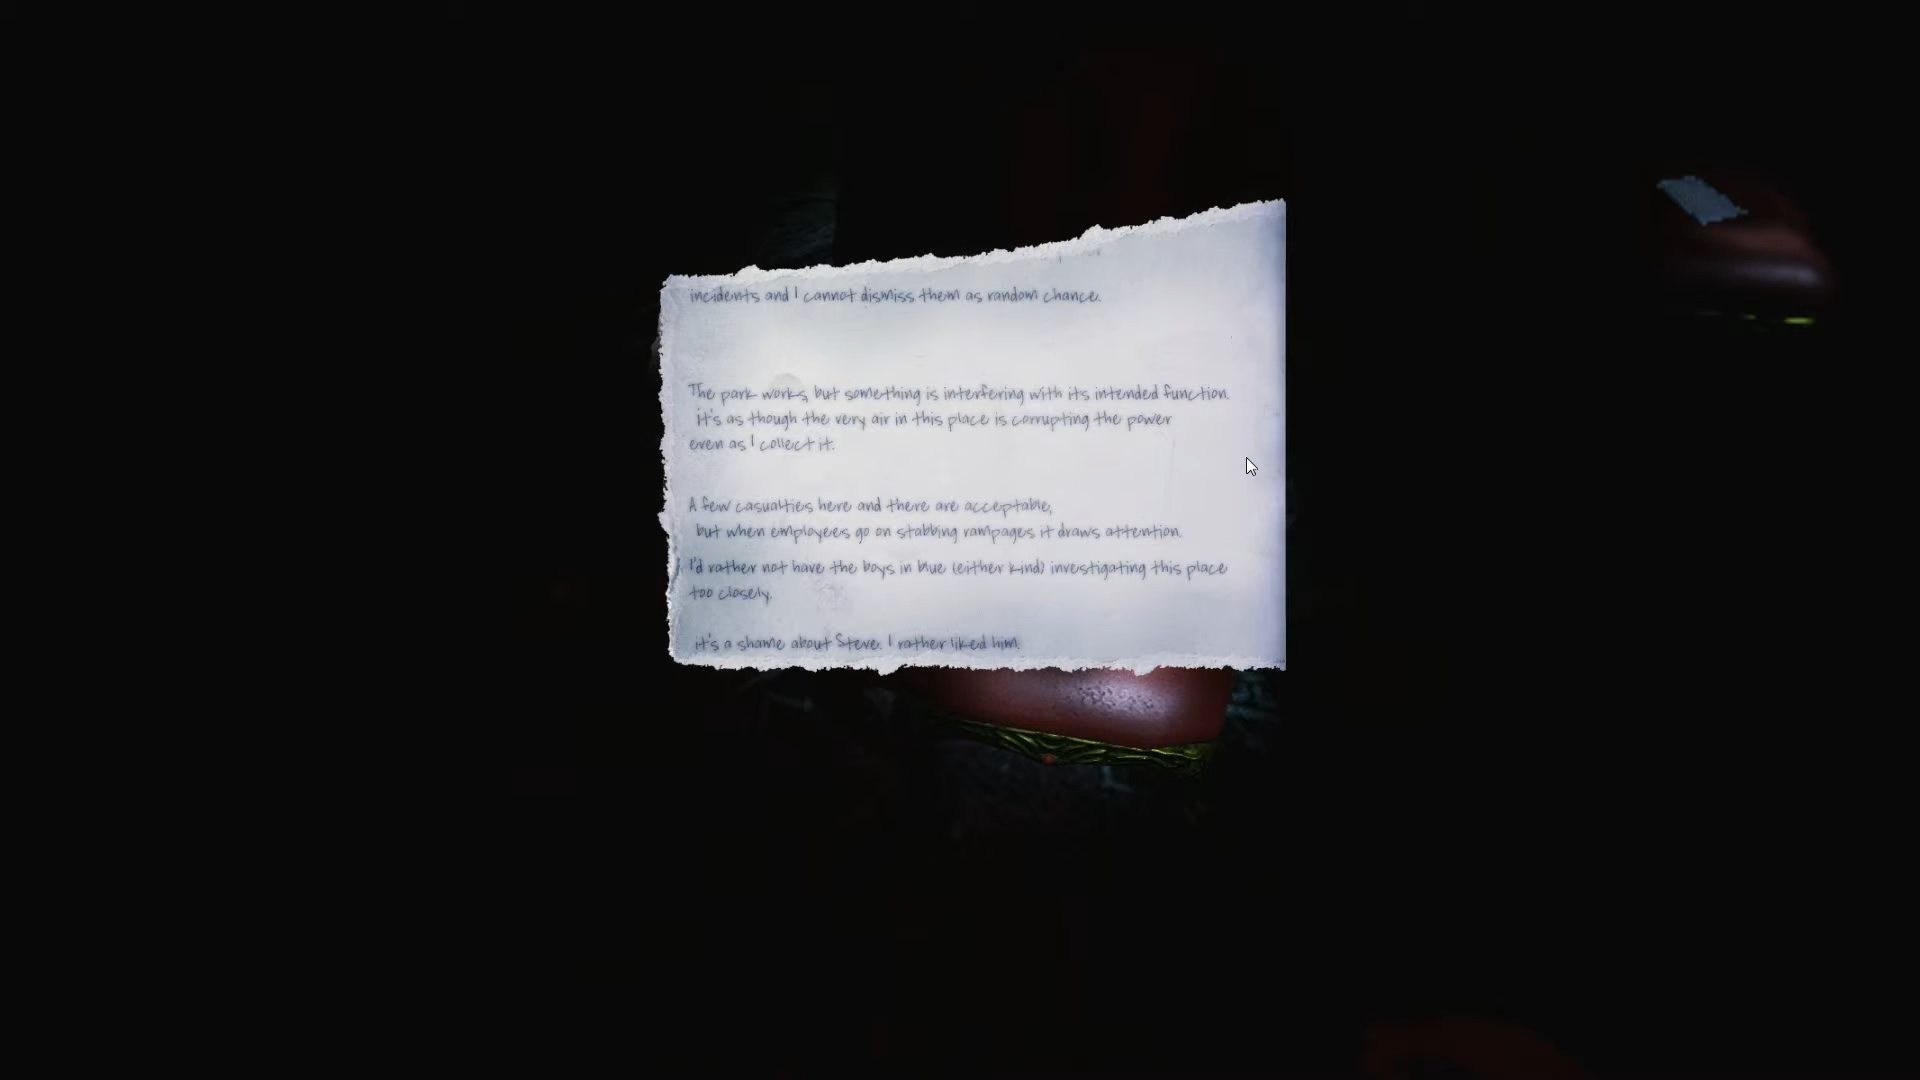 incidents and I cannot dismiss them as random chance.
The park works, but something is interfering with its intended function.
it's as though the very air in this place is corrupting the power
even as I collect it.
A few casualties here and there are acceptable,
but when employees go on stabbing rampages it draws attention.
I'd rather not have the boys in blue (either kind) investigating this place
too closely.
it's a shame about Steve. I rather liked him.